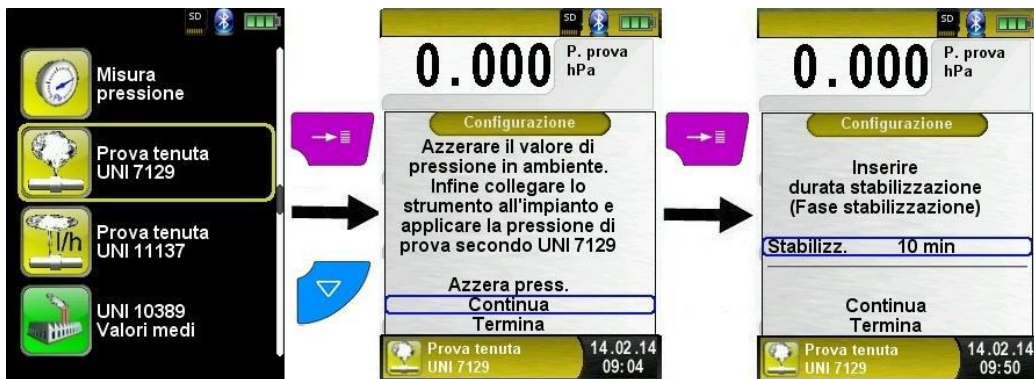 SD
Misura
pressione
Prova tenuta
UNI 7129
l/h
Prova tenuta
UNI 11137
UNI 10389
Valori medi
SD
0.000
P. prova
hPa
Configurazione
Azzerare il valore di
pressione in ambiente.
Infine collegare lo
strumento all'impianto e
applicare la pressione di
prova secondo UNI 7129
Azzera press.
Continua
Termina
Prova tenuta
UNI 7129
14.02.14
09:04
SD
0.000
P. prova
hPa
Configurazione
Inserire
durata stabilizzazione
(Fase stabilizzazione)
Stabilizz. 10 min
Continua
Termina
Prova tenuta
UNI 7129
14.02.14
09:50